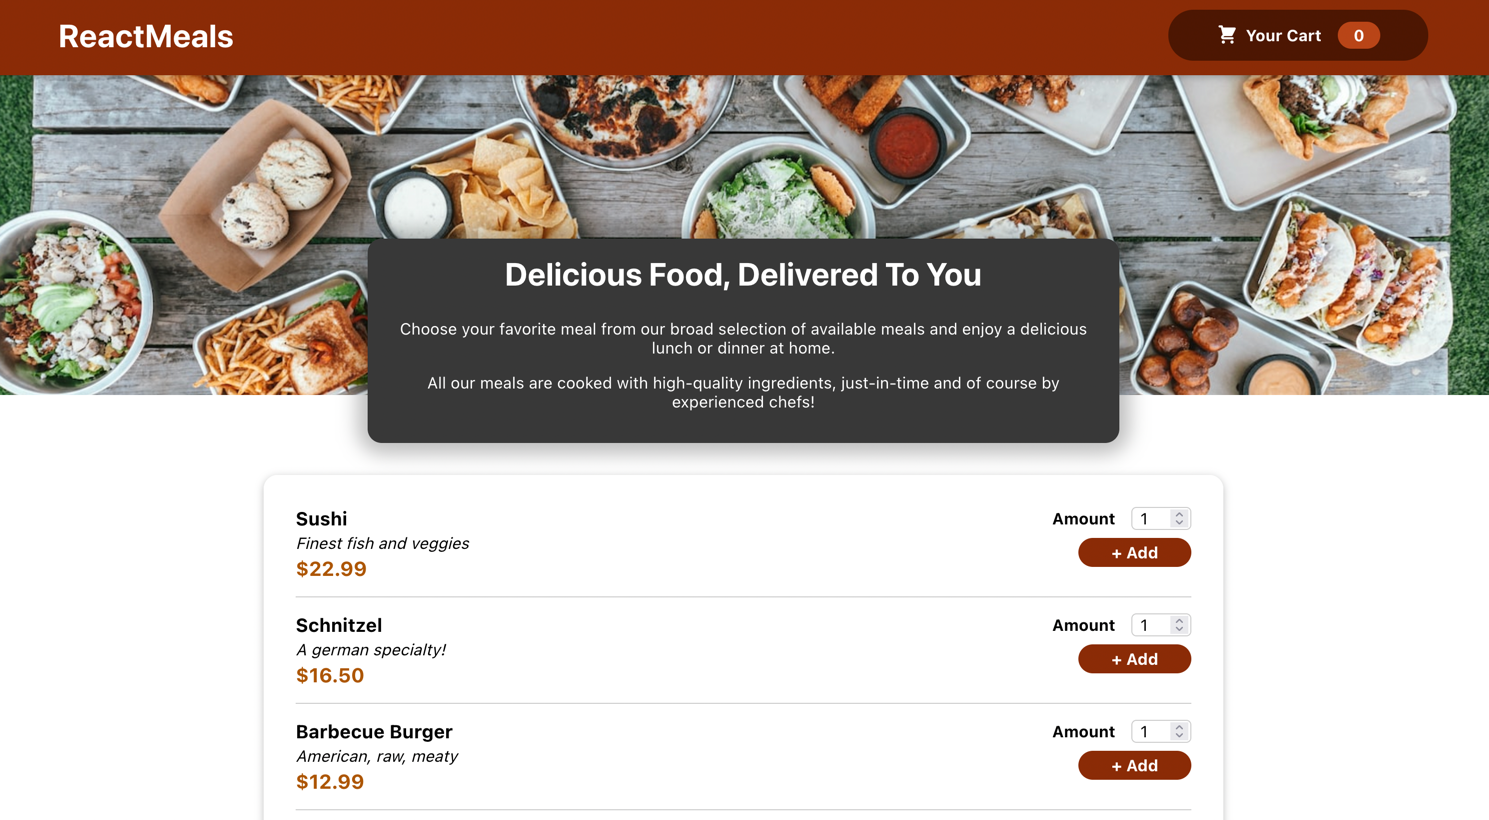 ReactMeals
Your Cart 0
Delicious Food, Delivered To You
Choose your favorite meal from our broad selection of available meals and enjoy a delicious
lunch or dinner at home.
All our meals are cooked with high-quality ingredients, just-in-time and of course by
experienced chefs!
Sushi
Finest fish and veggies
$22.99
Amount 1
+ Add
Schnitzel
A german specialty!
$16.50
Amount 1
+ Add
Barbecue Burger
American, raw, meaty
$12.99
Amount 1
+ Add